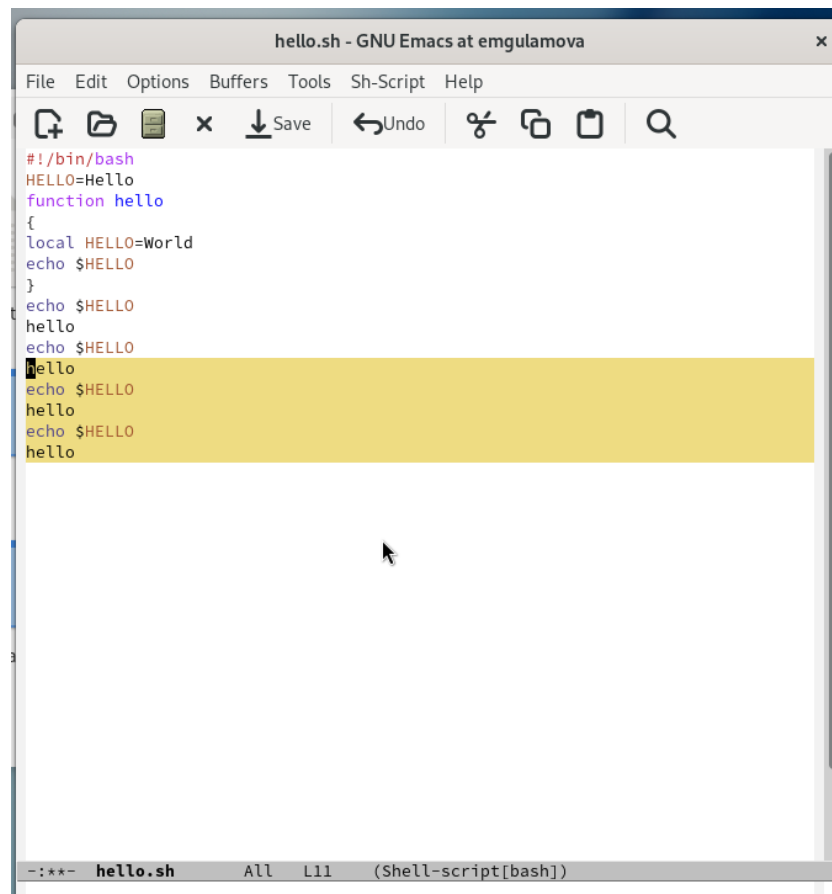 hello.sh - GNU Emacs at emgulamova
File Edit Options Buffers Tools Sh-Script Help
Save Undo
#!/bin/bash
HELLO=Hello
function hello
{
local HELLO=World
echo $HELLO
}
echo $HELLO
hello
echo $HELLO
hello
echo $HELLO
hello
echo $HELLO
hello
-:**- hello.sh All L11 (Shell-script[bash])